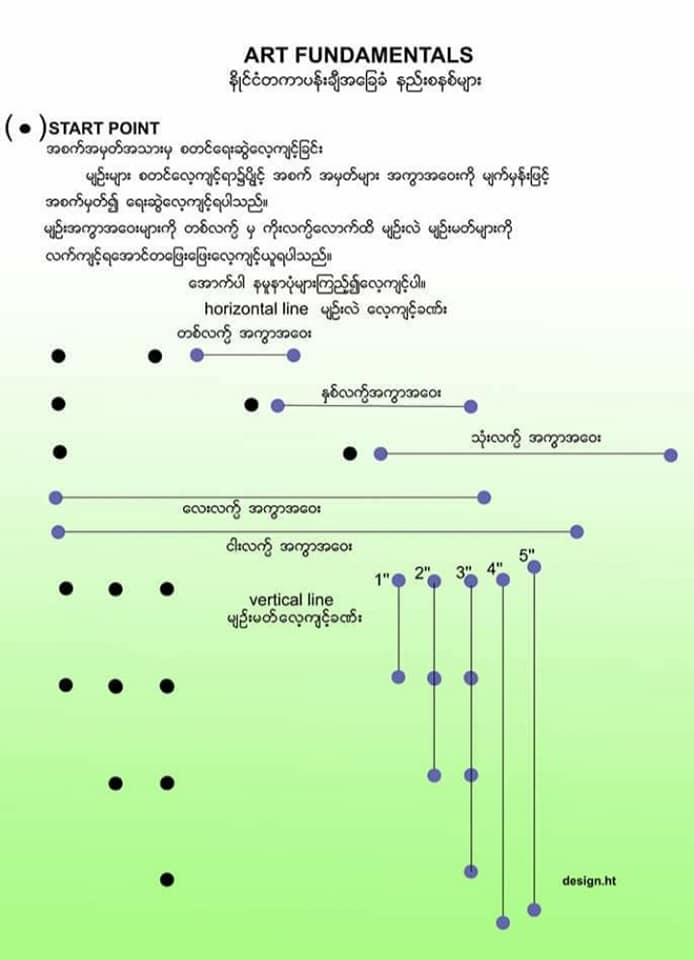 ART FUNDAMENTALS
နိုင်ငံတကာပန်းချီအခြေခံ နည်းစနစ်များ
(•)START POINT
အစက်အမှတ်အသားမှ စတင်ရေးဆွဲလေ့ကျင့်ခြင်း
မျဉ်းများ စတင်လေ့ကျင့်ရာ၌ပွိုင့် အစက် အမှတ်များ အကွာအဝေးကို မျက်မှန်းဖြင့်
အစက်မှတ်၍ ရေးဆွဲလေ့ကျင့်ရပါသည်။
မျဉ်းအကွာအဝေးများကို တစ်လက်မှ မှ ကိုးလက်လောက်ထိ မျဉ်းလဲ မျဉ်းမတ်များကို
လက်ကျင့်ရအောင်တဖြေးဖြေးလေ့ကျင့်ယူရပါသည်။
အောက်ပါ နမူနာပုံများကြည့်၍လေ့ကျင့်ပါ။
horizontal line မျဉ်းလဲ လေ့ကျင့်ခဏ်း
တစ်လက်မှ အကွာအဝေး
နှစ်လက်မှအကွာအဝေး
သုံးလက်မှ အကွာအဝေး
လေးလက်မှ အကွာအဝေး
ငါးလက်မှ အကွာအဝေး
1" 2" 3" 4" 5"
vertical line
မျဉ်းမတ်လေ့ကျင့်ခဏ်း
design.ht